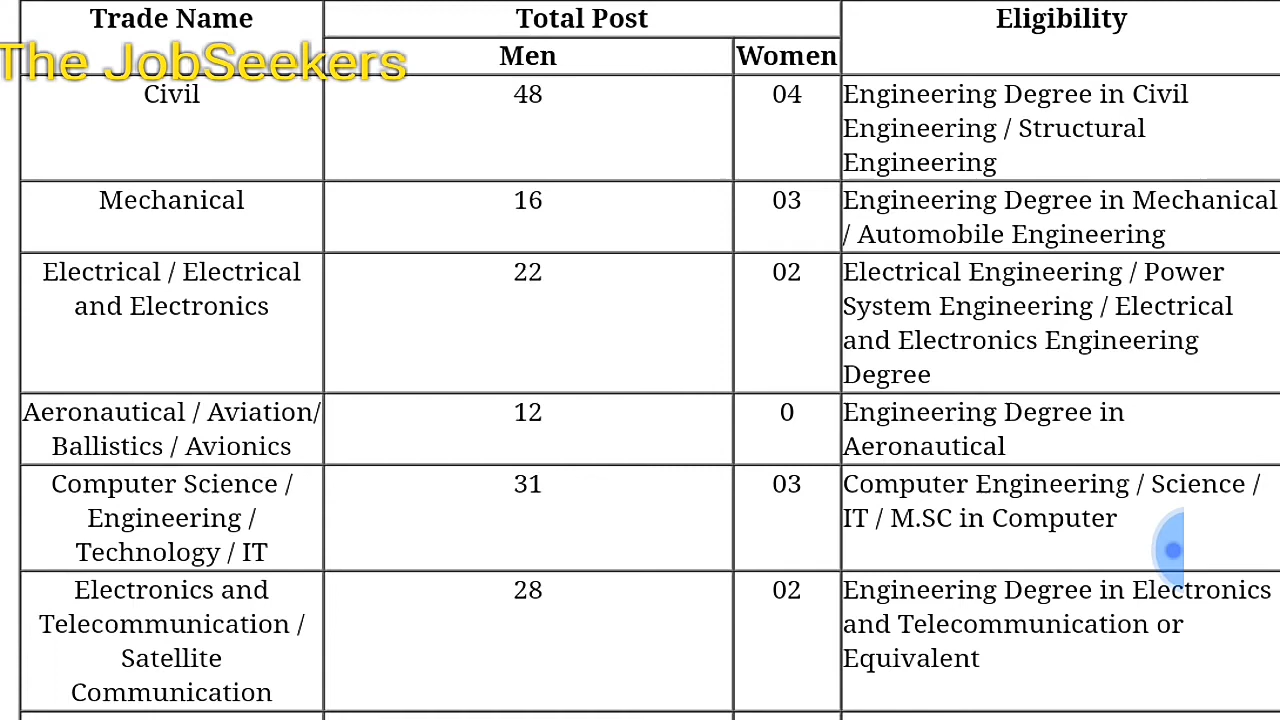 Trade Name
Total Post
Eligibility
Men
Women
The JobSeekers
Civil
48
04
Engineering Degree in Civil
Engineering / Structural
Engineering
Mechanical
16
03
Engineering Degree in Mechanical
/ Automobile Engineering
Electrical / Electrical
and Electronics
22
02
Electrical Engineering / Power
System Engineering / Electrical
and Electronics Engineering
Degree
Aeronautical / Aviation/
Ballistics / Avionics
12
0
Engineering Degree in
Aeronautical
Computer Science /
Engineering /
Technology / IT
31
03
Computer Engineering / Science /
IT / M.SC in Computer
Electronics and
Telecommunication /
Satellite
Communication
28
02
Engineering Degree in Electronics
and Telecommunication or
Equivalent